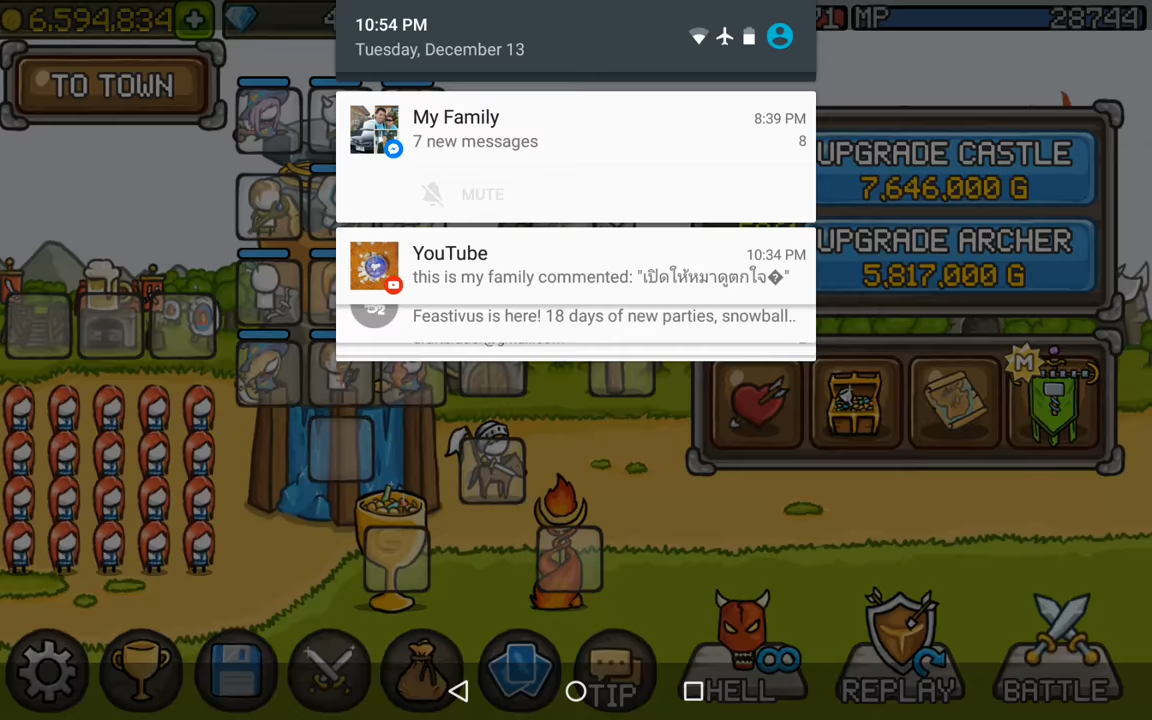 6,594,834
10:54 PM
Tuesday, December 13
MP
28744
TO TOWN
My Family
8:39 PM
7 new messages
8
MUTE
UPGRADE CASTLE
7,646,000 G
YouTube
10:34 PM
this is my family commented: "เปิดให้หมาดูตกใจ�"
UPGRADE ARCHER
5,817,000 G
Feastivus is here! 18 days of new parties, snowball..
M
TIP
HELL
REPLAY
BATTLE